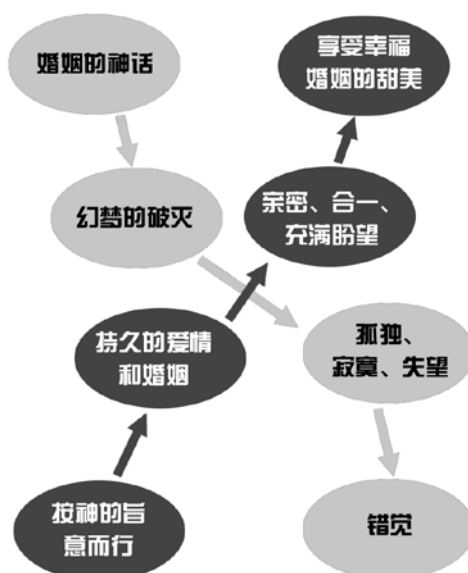 婚姻的神话
享受幸福
婚姻的甜美
幻梦的破灭
亲密、合一、
充满盼望
持久的爱情
和婚姻
孤独、
寂寞、失望
按神的旨
意而行
错觉